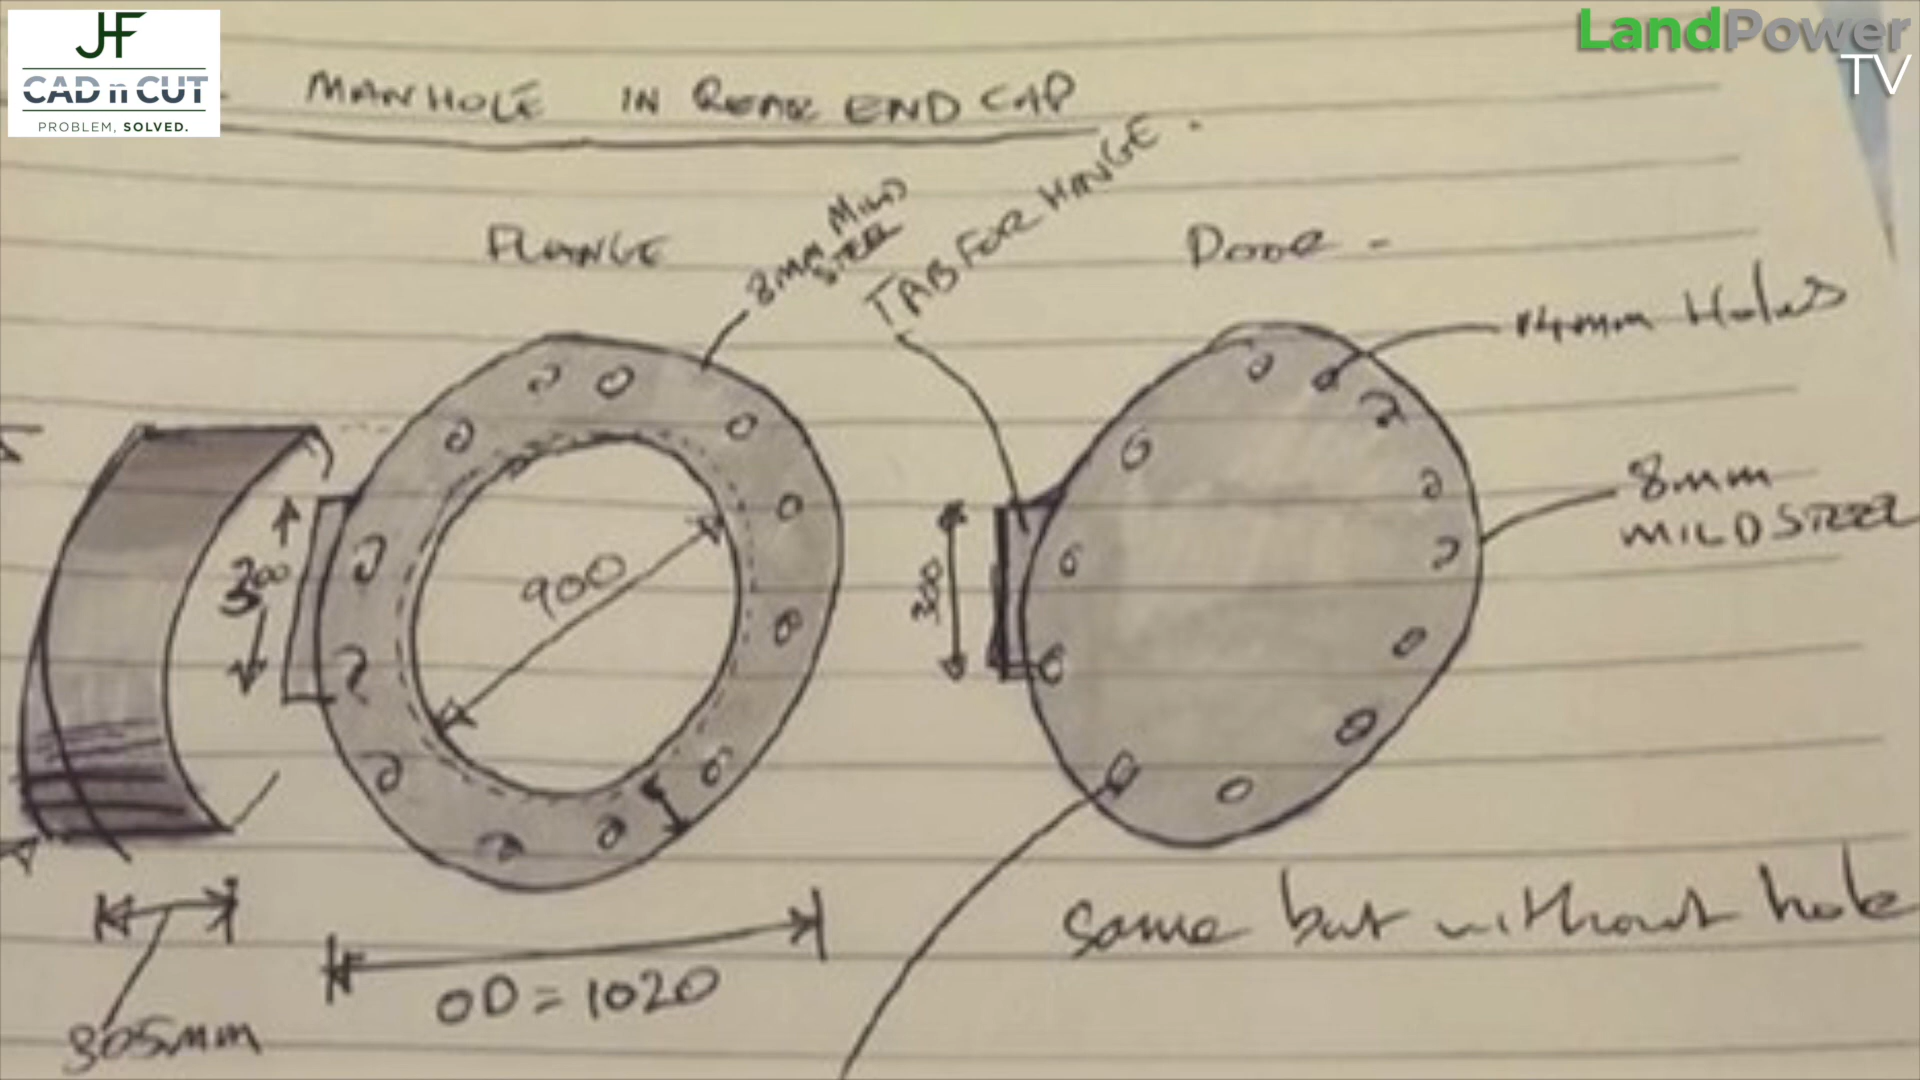 JHF
CAD n CUT
PROBLEM, SOLVED.
LandPower
TV
MANHOLE IN REAR END CAP
FLANGE
8MM MILD
STEEL
TAB FOR HINGE.
DOOR -
14mm Holes
8mm
MILD STEEL
300
900
300
305mm
OD = 1020
Same but without hole